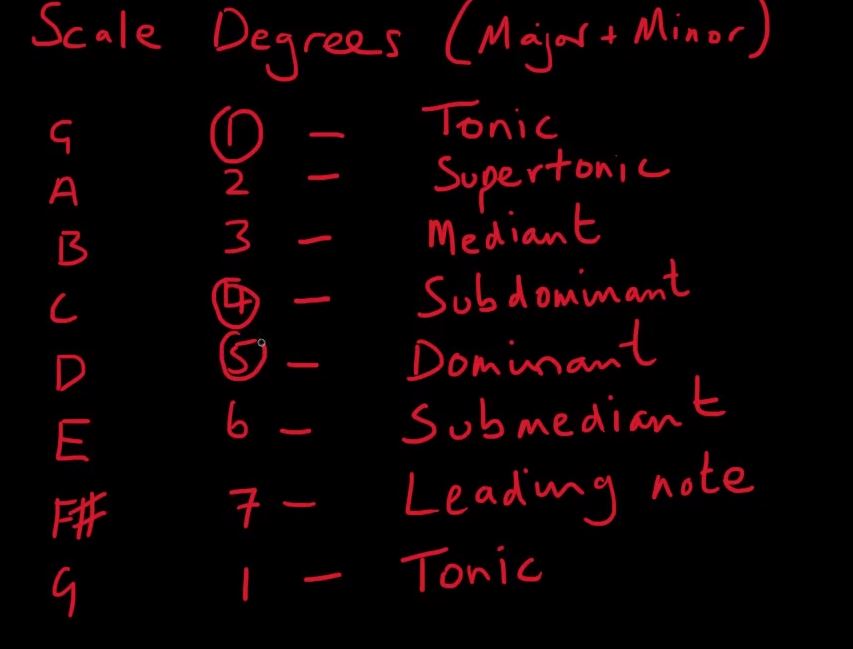 Scale Degrees (Major + Minor)
G 1 - Tonic
A 2 - Supertonic
B 3 - Mediant
C 4 - Subdominant
D 5 - Dominant
E 6 - Submediant
F# 7 - Leading note
G 1 - Tonic